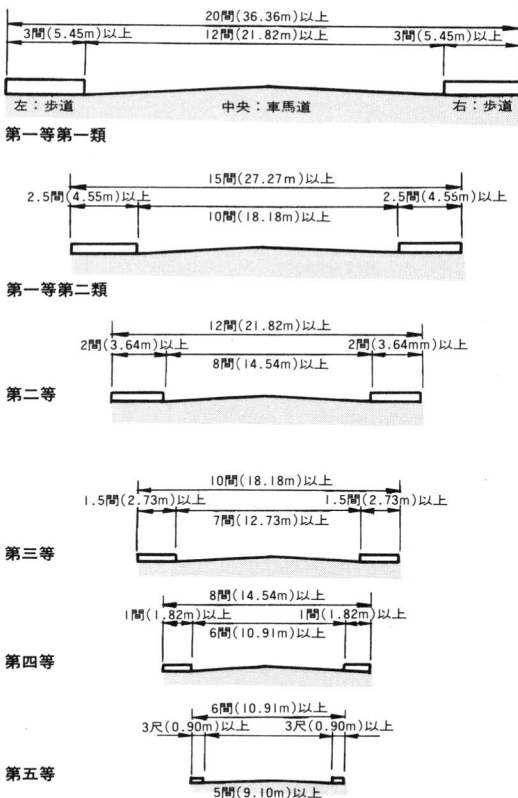 20間(36.36m)以上
3間(5.45m)以上 12間(21.82m)以上 3間(5.45m)以上
左：歩道 中央：車馬道 右：歩道
第一等第一類
15間(27.27m)以上
2.5間(4.55m)以上 2.5間(4.55m)以上
10間(18.18m)以上
第一等第二類
12間(21.82m)以上
2間(3.64m)以上 2間(3.64mm)以上
8間(14.54m)以上
第二等
10間(18.18m)以上
1.5間(2.73m)以上 1.5間(2.73m)以上
7間(12.73m)以上
第三等
8間(14.54m)以上
1間(1.82m)以上 1間(1.82m)以上
6間(10.91m)以上
第四等
6間(10.91m)以上
3尺(0.90m)以上 3尺(0.90m)以上
第五等
5間(9.10m)以上